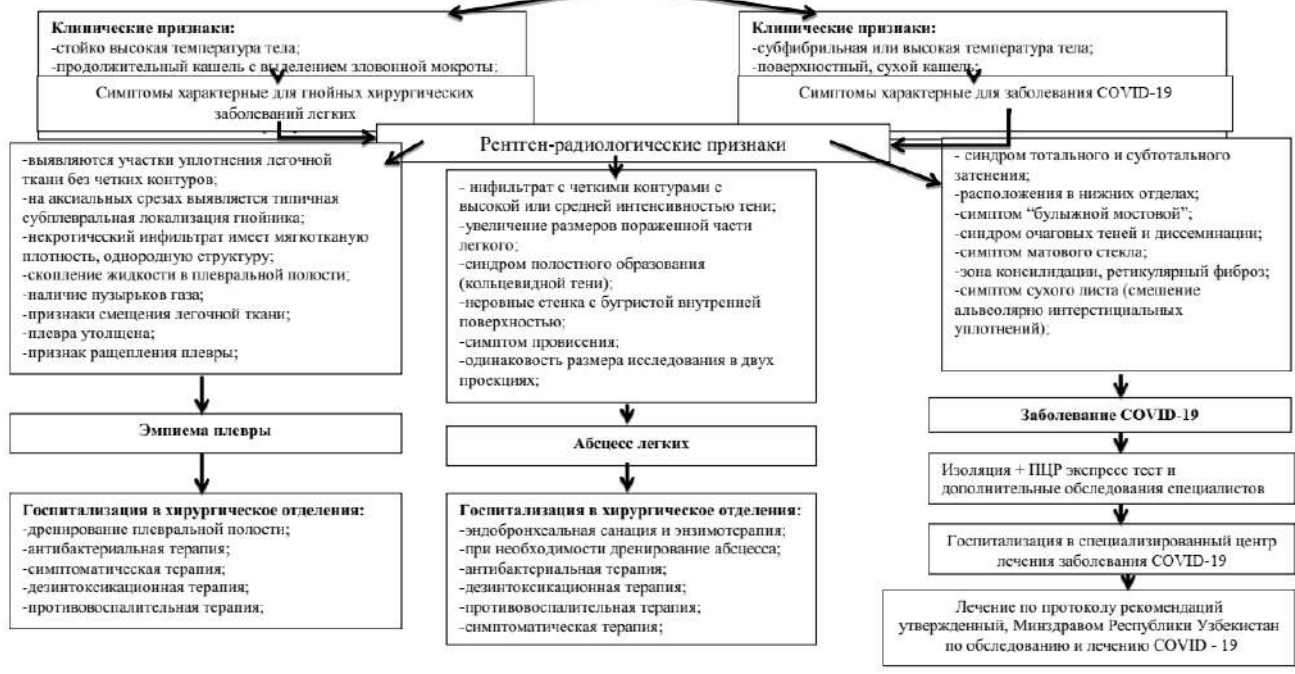 Клинические признаки:
-стойко высокая температура тела;
-продолжительный кашель с выделением зловонной мокроты;
Симптомы характерные для гнойных хирургических
заболеваний легких
Клинические признаки:
-субфибрильная или высокая температура тела;
-поверхностный, сухой кашель;
Симптомы характерные для заболевания COVID-19
Рентген-радиологические признаки
-выявляются участки уплотнения легочной
ткани без четких контуров;
-на аксиальных срезах выявляется типичная
субплевральная локализация гнойника;
-некротический инфильтрат имеет мягкотканую
плотность, однородную структуру;
-скопление жидкости в плевральной полости;
-наличие пузырьков газа;
-признаки смещения легочной ткани;
-плевра утолщена;
-признак ращепления плевры;
- инфильтрат с четкими контурами с
высокой или средней интенсивностью тени;
-увеличение размеров пораженной части
легкого;
-синдром полостного образования
(кольцевидной тени);
-неровные стенка с бугристой внутренней
поверхностью;
-симптом провисения;
-одинаковость размера исследования в двух
проекциях;
- синдром тотального и субтотального
затенения;
-расположения в нижних отделах;
-симптом “булыжной мостовой”;
-синдром очаговых теней и диссеминации;
-симптом матового стекла;
-зона консилидации, ретикулярный фиброз;
-симптом сухого листа (смешение
альвеолярно интерстициальных
уплотнений);
Эмпиема плевры
Абсцесс легких
Заболевание COVID-19
Госпитализация в хирургическое отделения:
-дренирование плевральной полости;
-антибактериальная терапия;
-симптоматическая терапия;
-дезинтоксикационная терапия;
-противовоспалительная терапия;
Госпитализация в хирургическое отделения:
-эндобронхсальная санация и энзимотерапия;
-при необходимости дренирование абсцесса;
-антибактериальная терапия;
-дезинтоксикационная терапия;
-противовоспалительная терапия;
-симптоматическая терапия;
Изоляция + ПЦР экспресс тест и
дополнительные обследования специалистов
Госпитализация в специализированный центр
лечения заболевания COVID-19
Лечение по протоколу рекомендаций
утвержденный, Минздравом Республики Узбекистан
по обследованию и лечению COVID - 19